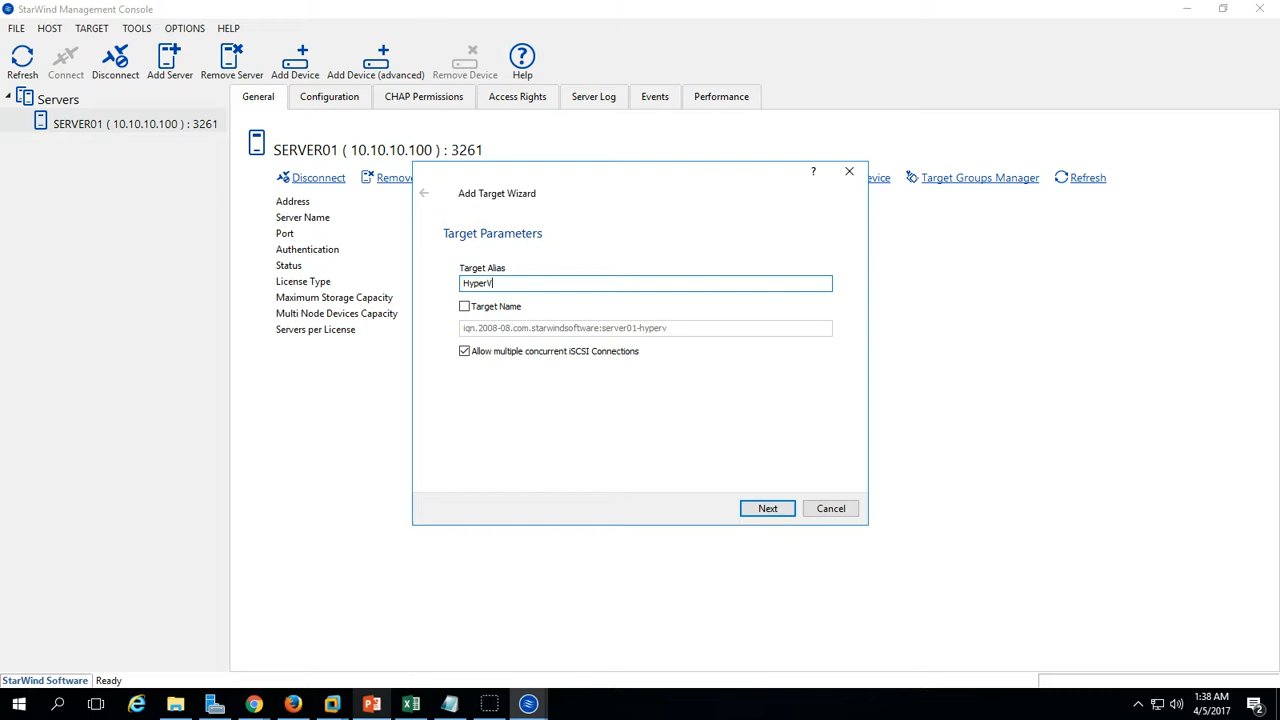 StarWind Management Console
FILE HOST TARGET TOOLS OPTIONS HELP
Refresh Connect Disconnect Add Server Remove Server Add Device Add Device (advanced) Remove Device Help
Servers
SERVER01 ( 10.10.10.100 ) : 3261
General Configuration CHAP Permissions Access Rights Server Log Events Performance
SERVER01 ( 10.10.10.100 ) : 3261
Disconnect Remov evice Target Groups Manager Refresh
Address
Server Name
Port
Authentication
Status
License Type
Maximum Storage Capacity
Multi Node Devices Capacity
Servers per License
?
Add Target Wizard
Target Parameters
Target Alias
HyperV
Target Name
iqn.2008-08.com.starwindsoftware:server01-hyperv
Allow multiple concurrent iSCSI Connections
Next Cancel
StarWind Software Ready
1:38 AM
4/5/2017
2